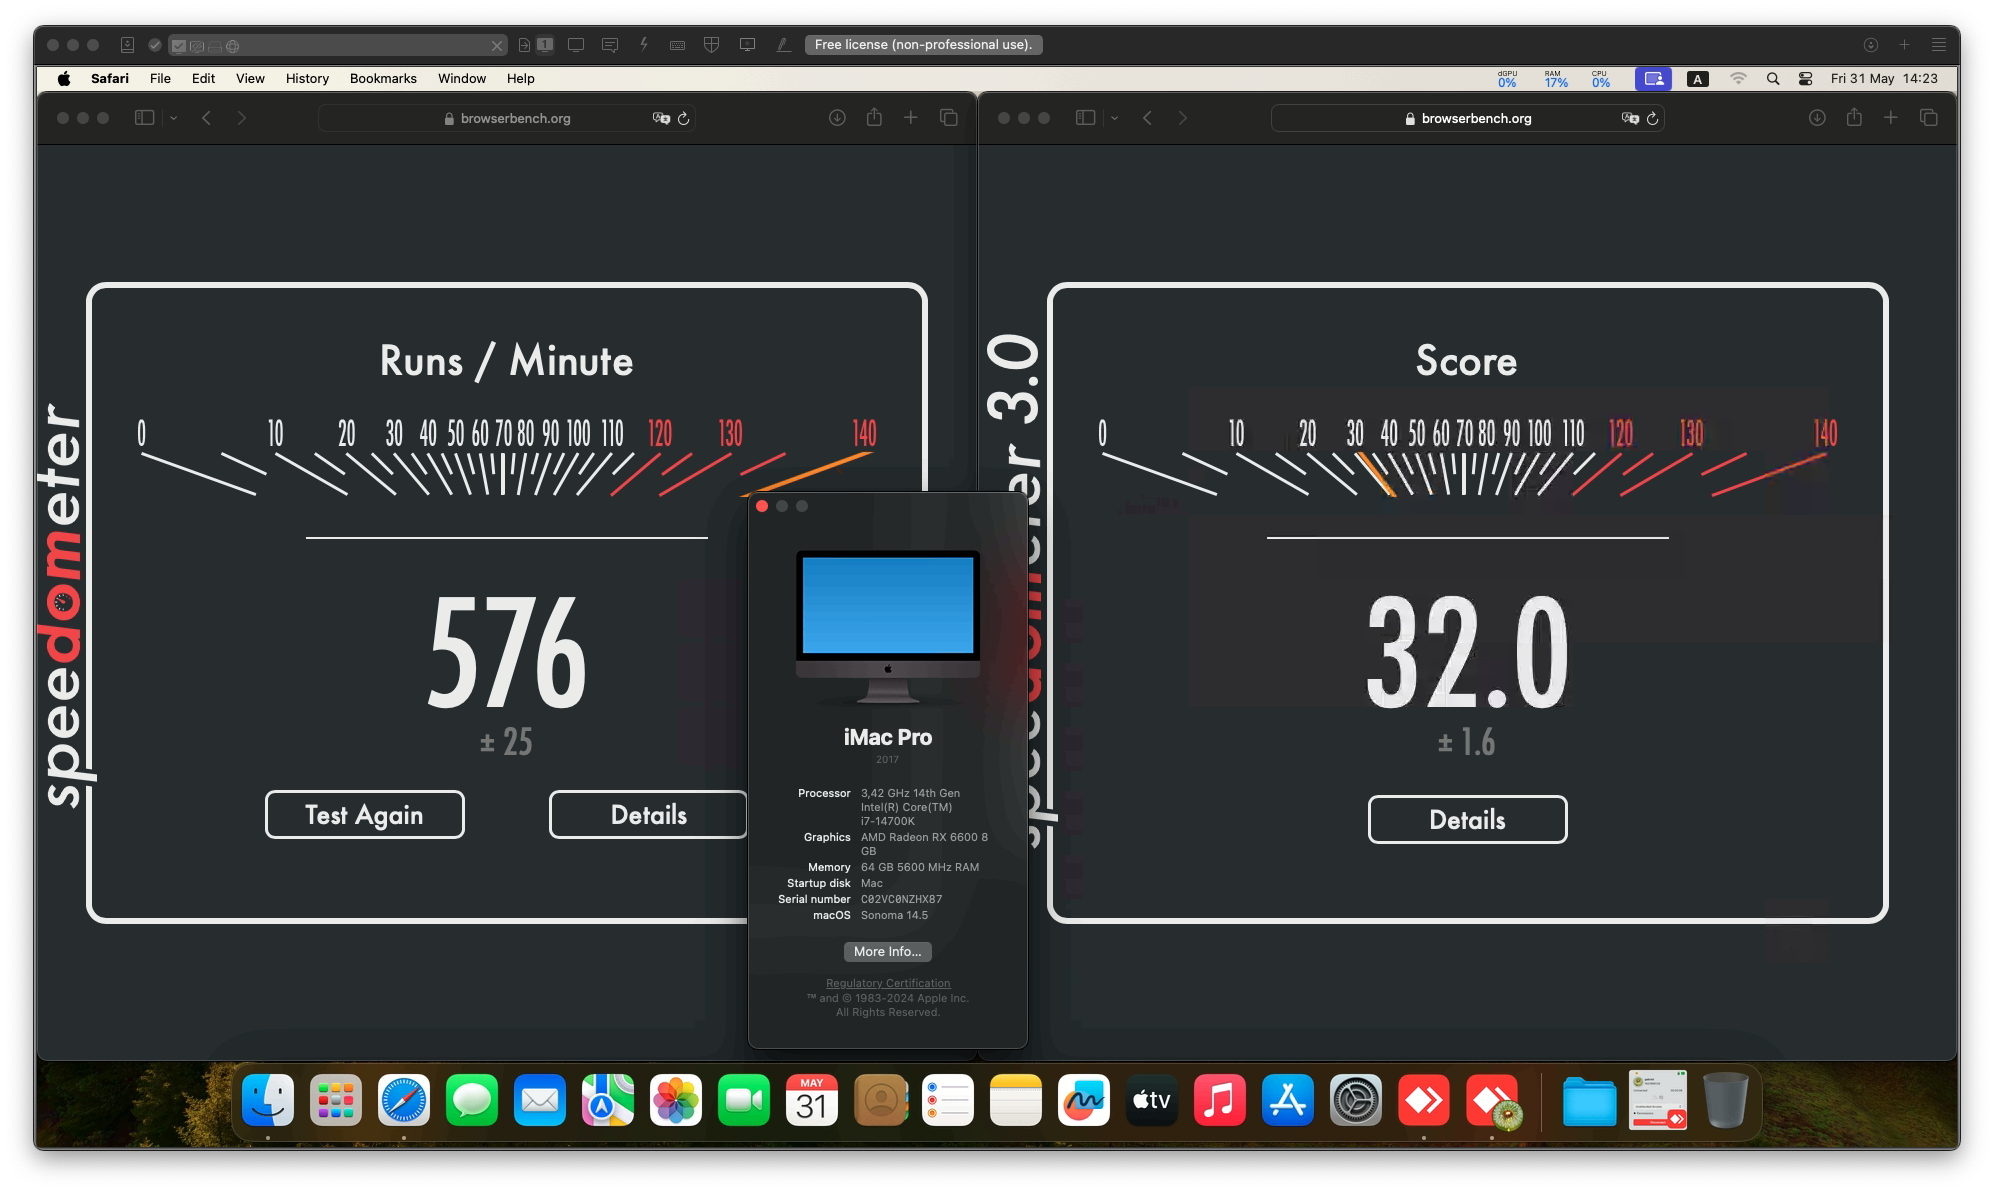 1
Free license (non-professional use).
Safari File Edit View History Bookmarks Window Help
dGPU 0% RAM 17% CPU 0% A Fri 31 May 14:23
browserbench.org
browserbench.org
speedometer
Runs / Minute
0 10 20 30 40 50 60 70 80 90 100 110 120 130 140
576
± 25
Test Again Details
3.0
Score
0 10 20 30 40 50 60 70 80 90 100 110 120 130 140
32.0
± 1.6
Details
iMac Pro
2017
Processor 3,42 GHz 14th Gen
Intel(R) Core(TM)
i7-14700K
Graphics AMD Radeon RX 6600 8
GB
Memory 64 GB 5600 MHz RAM
Startup disk Mac
Serial number C02VC0NZHX87
macOS Sonoma 14.5
More Info...
Regulatory Certification
™ and © 1983-2024 Apple Inc.
All Rights Reserved.
MAY
31
tv